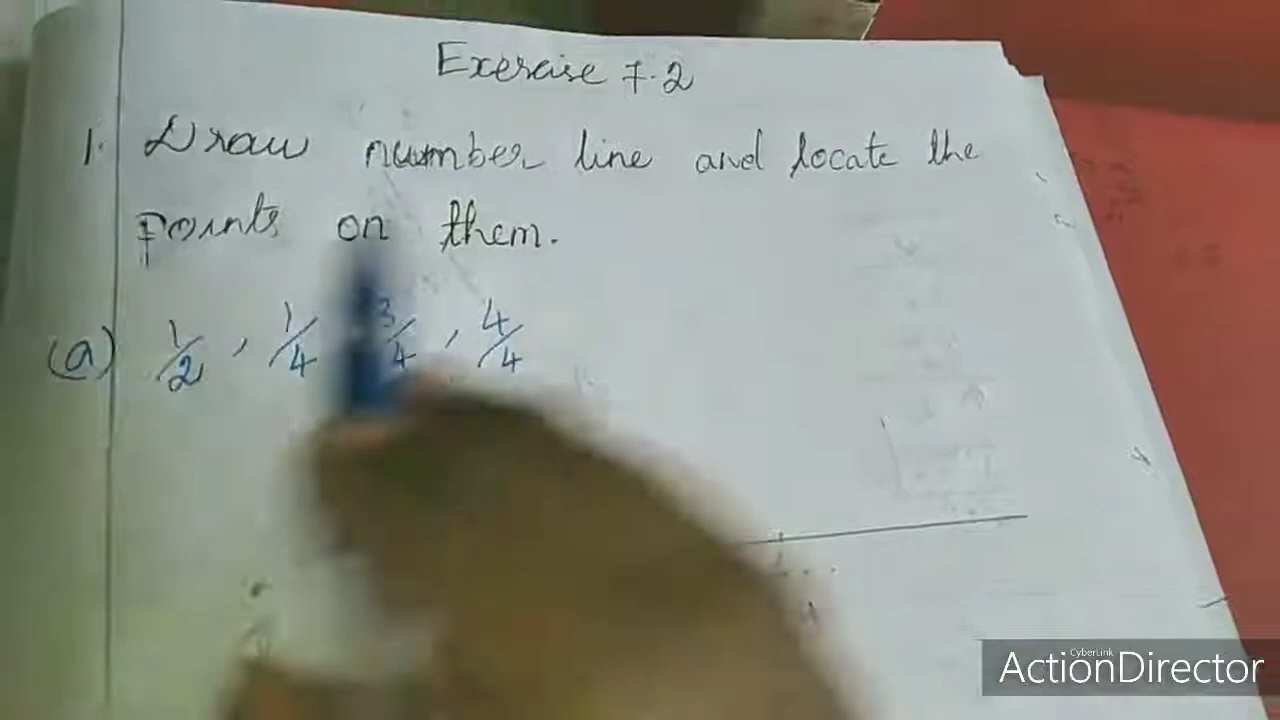 Exercise 7.2
1. Draw number line and locate the
points on them.
(a) 1/2, 1/4 3/4, 4/4
CyberLink
ActionDirector